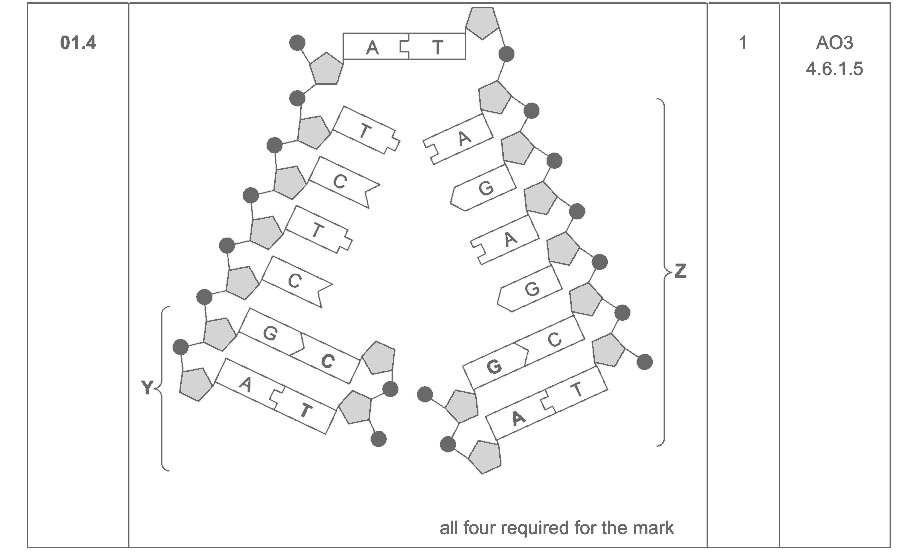 01.4
1
AO3
4.6.1.5
A T
T A
C G
T A
C G
Z
G C
G C
Y
A T
A T
all four required for the mark